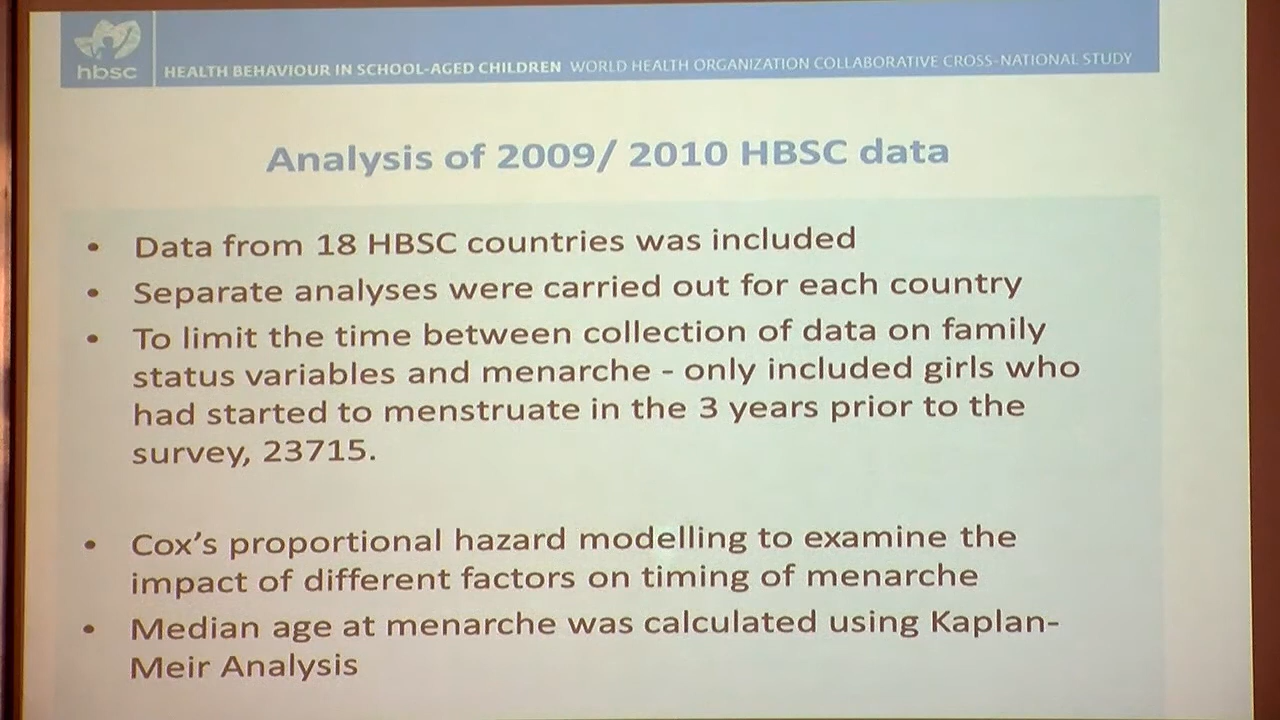 hbsc
HEALTH BEHAVIOUR IN SCHOOL-AGED CHILDREN WORLD HEALTH ORGANIZATION COLLABORATIVE CROSS-NATIONAL STUDY
Analysis of 2009/ 2010 HBSC data
• Data from 18 HBSC countries was included
• Separate analyses were carried out for each country
• To limit the time between collection of data on family
status variables and menarche - only included girls who
had started to menstruate in the 3 years prior to the
survey, 23715.
• Cox's proportional hazard modelling to examine the
impact of different factors on timing of menarche
• Median age at menarche was calculated using Kaplan-
Meir Analysis